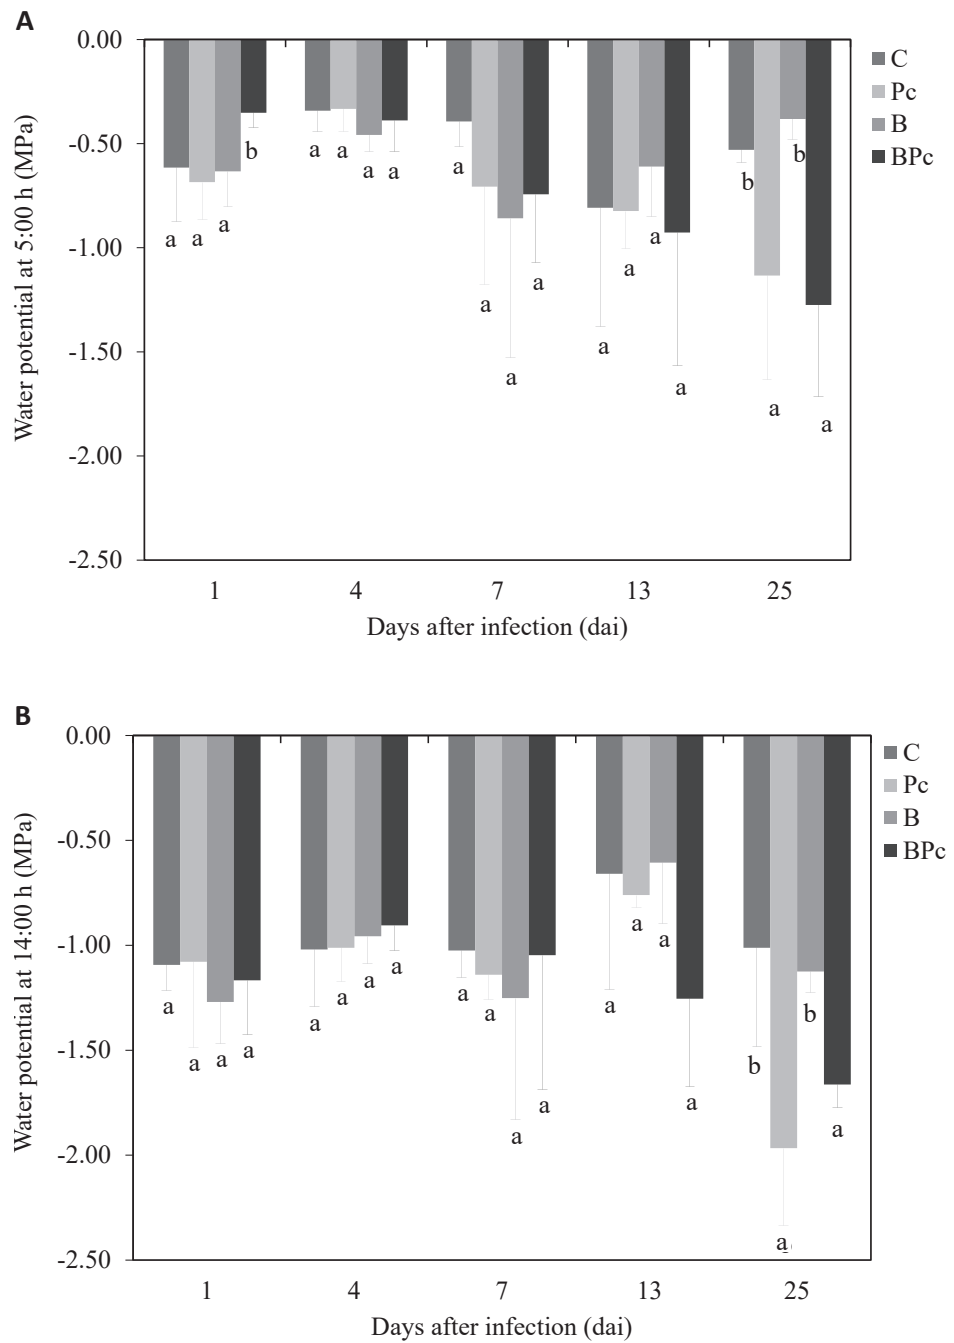 A
0.00
-0.50
-1.00
-1.50
-2.00
-2.50
Water potential at 5:00 h (MPa)
C
Pc
B
BPc
a a a b
a a a a
a a a a
a a a a
b a b a
1 4 7 13 25
Days after infection (dai)
B
0.00
-0.50
-1.00
-1.50
-2.00
-2.50
Water potential at 14:00 h (MPa)
C
Pc
B
BPc
a a a a
a a a a
a a a a
a a a a
b a b a
1 4 7 13 25
Days after infection (dai)